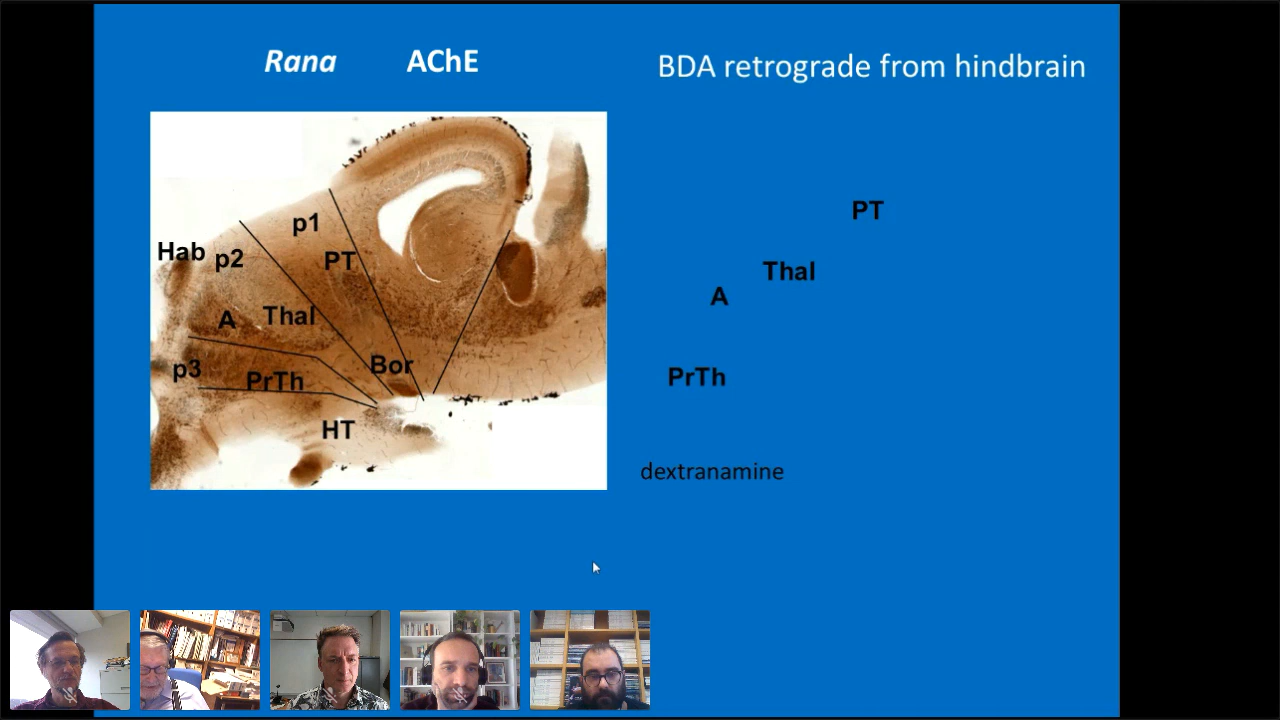 Rana AChE
BDA retrograde from hindbrain
p1
PT
Hab p2
A Thal
p3
PrTh
Bor
HT
PT
Thal
A
PrTh
dextranamine